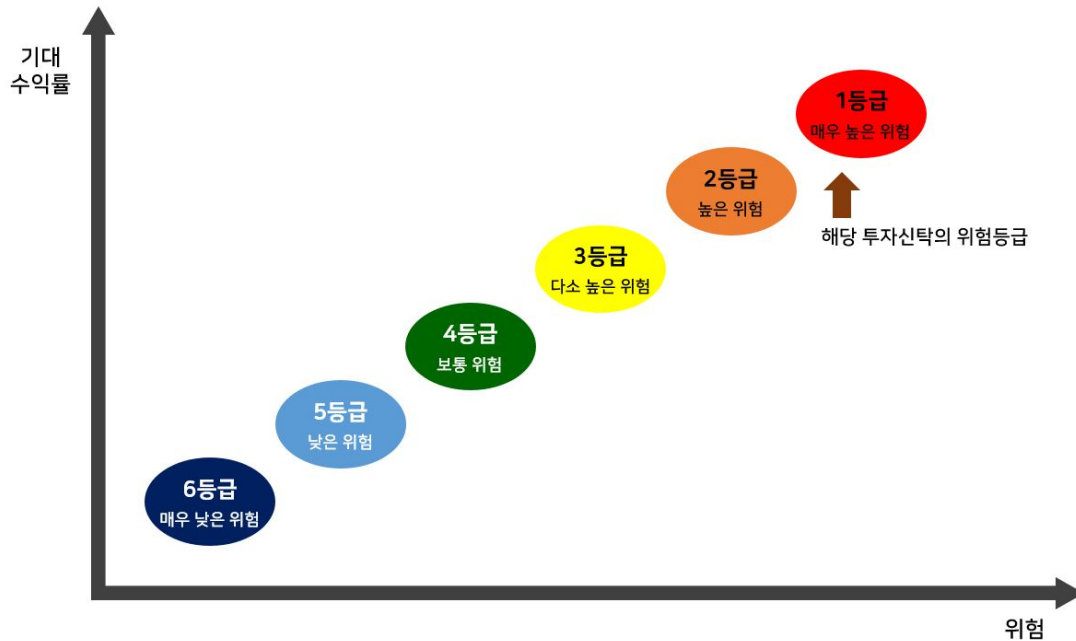 기대
수익률
1등급
매우 높은 위험
2등급
높은 위험
해당 투자신탁의 위험등급
3등급
다소 높은 위험
4등급
보통 위험
5등급
낮은 위험
6등급
매우 낮은 위험
위험